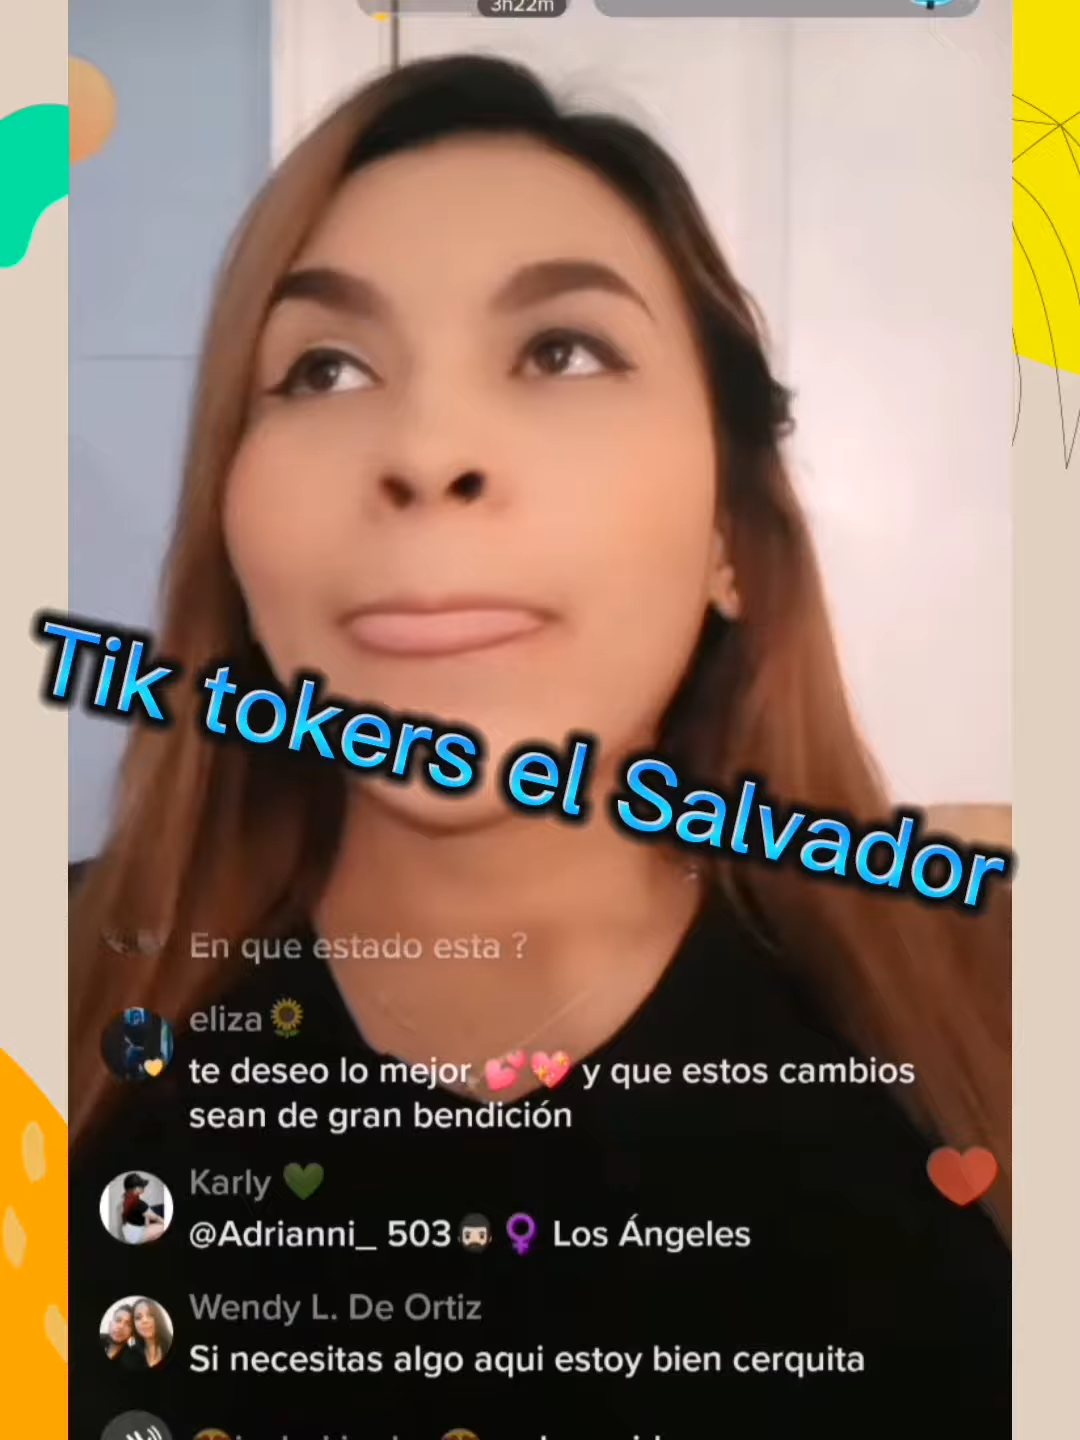 3h22m
Tik tokers el Salvador
En que estado esta ?
eliza🌻
te deseo lo mejor 💕💖 y que estos cambios
sean de gran bendición
Karly 💚
@Adrianni_ 503🧔🏻‍♀️ Los Ángeles
Wendy L. De Ortiz
Si necesitas algo aqui estoy bien cerquita